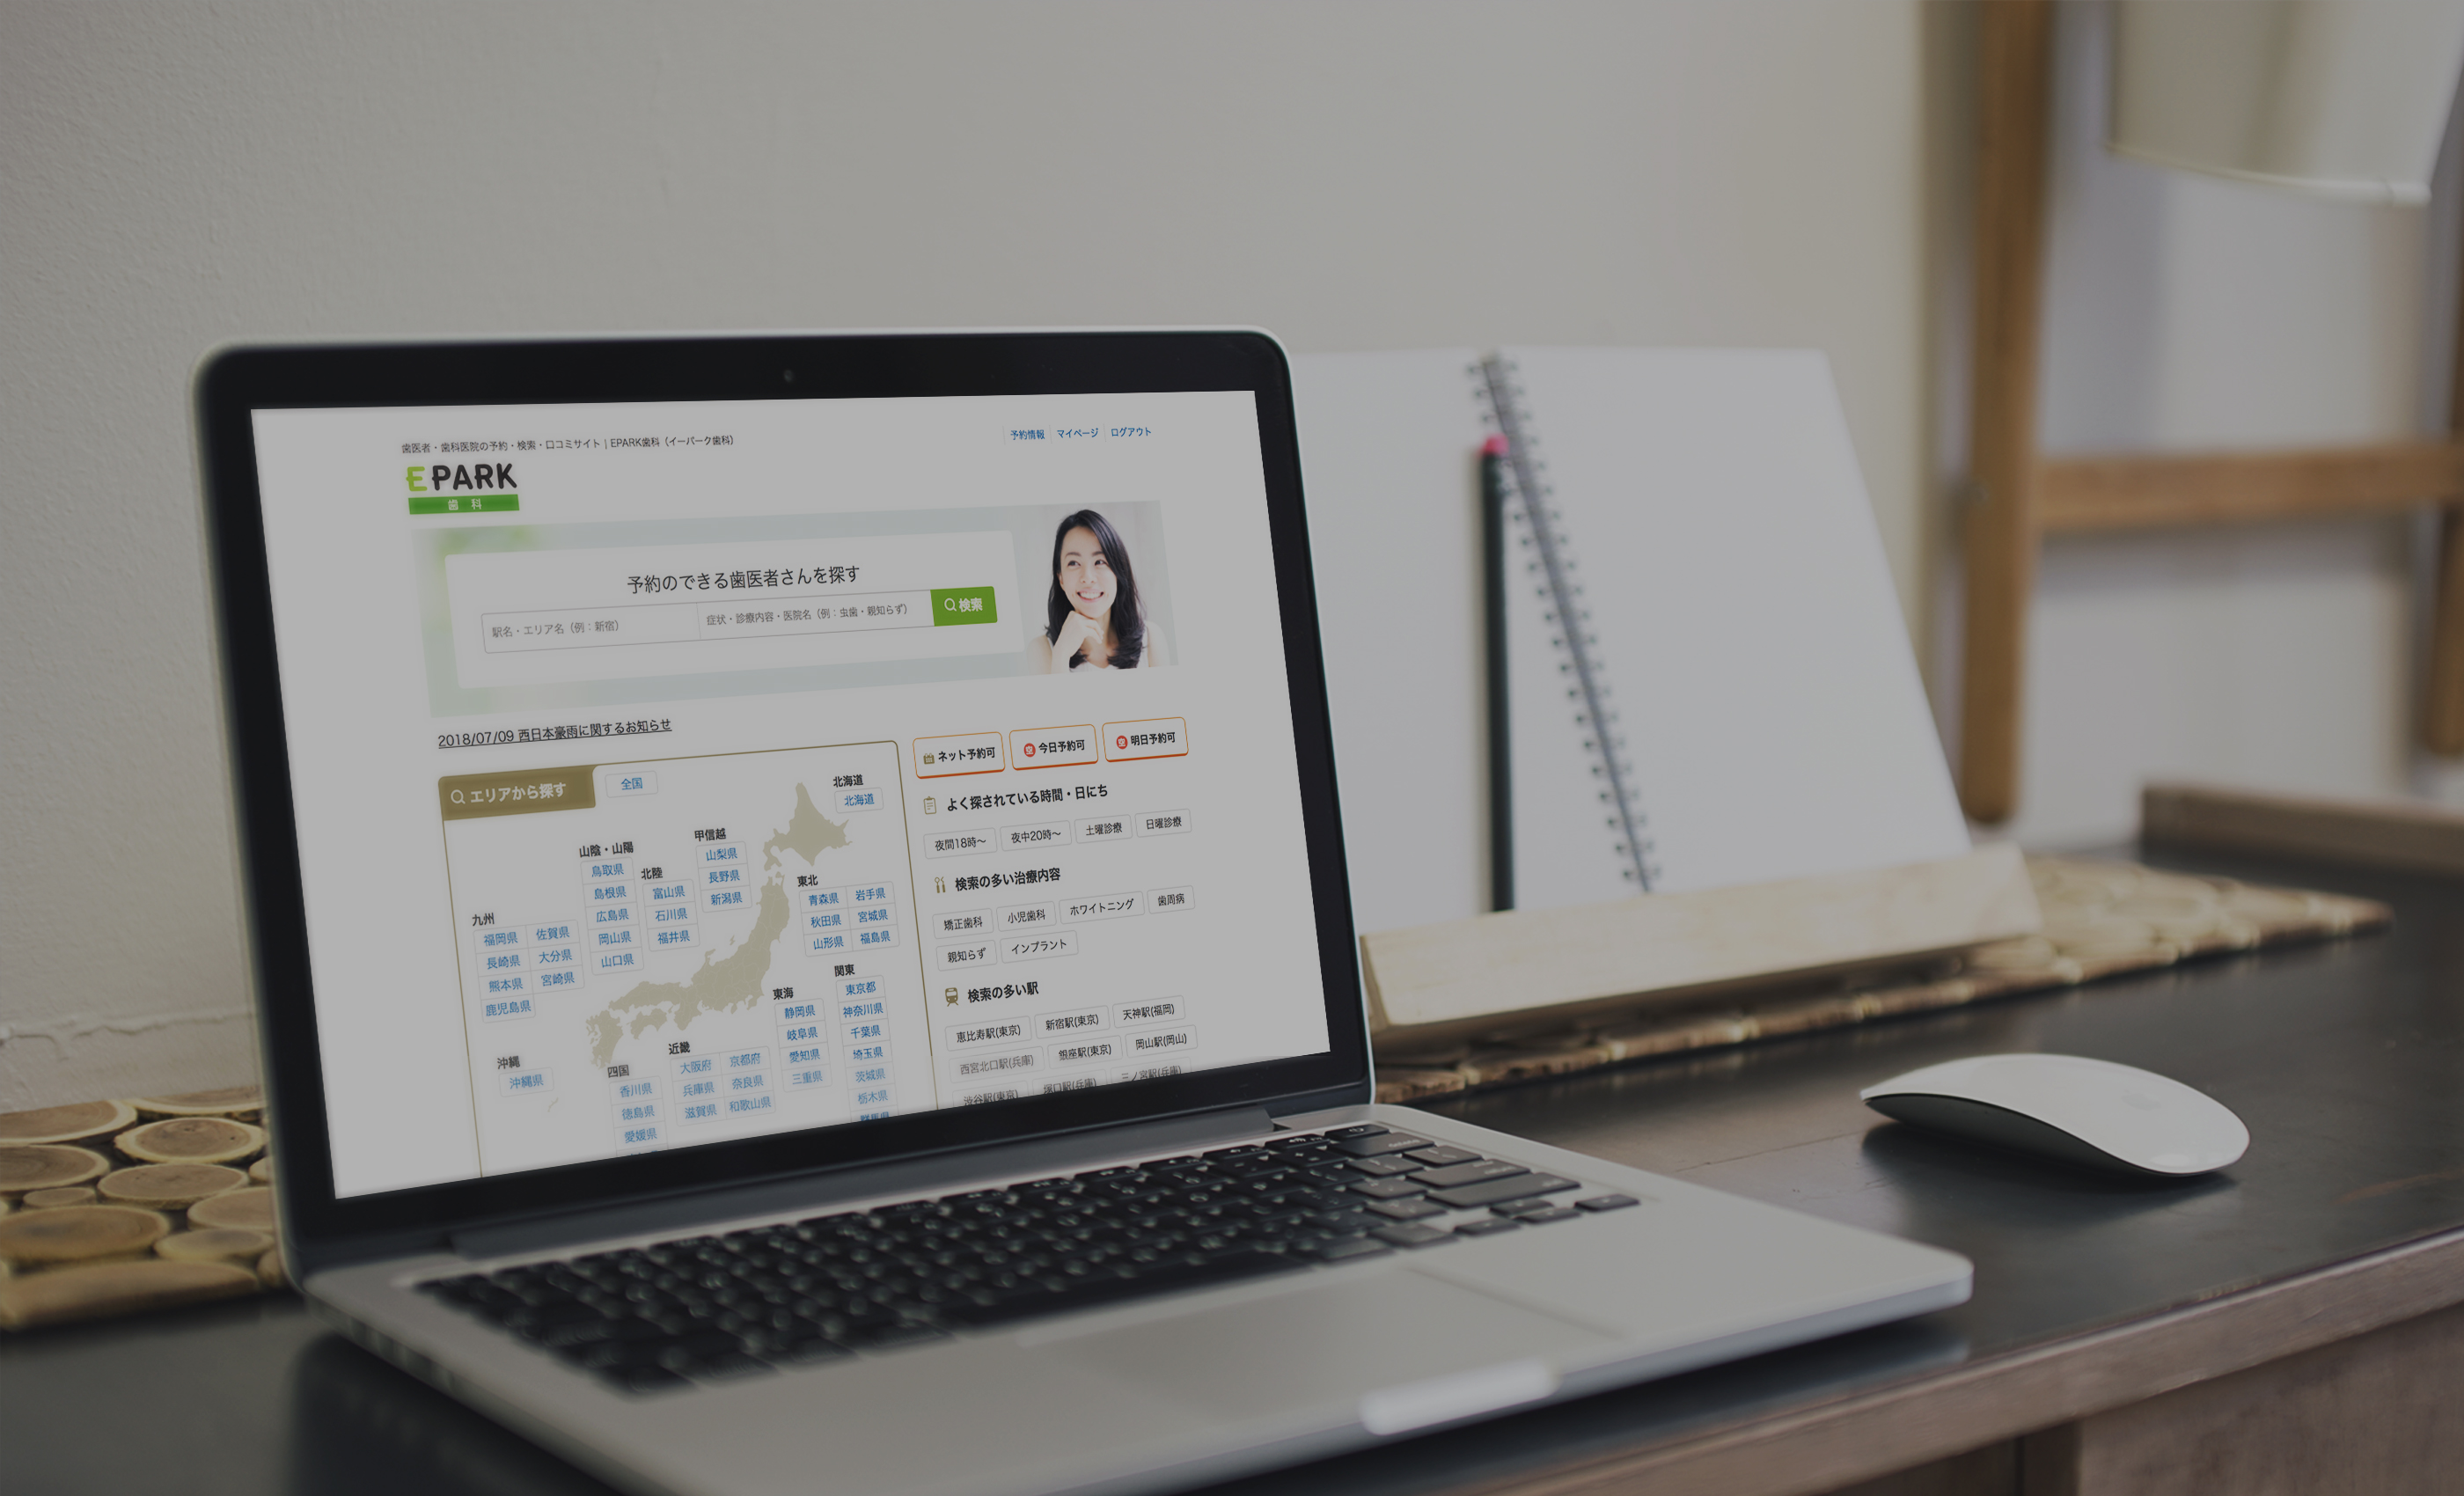 歯医者・歯科医院の予約・検索・口コミサイト | EPARK歯科（イーパーク歯科）
予約情報 マイページ ログアウト
EPARK
歯科
予約のできる歯医者さんを探す
駅名・エリア名（例：新宿） 症状・診療内容・医院名（例：虫歯・親知らず） 検索
2018/07/09 西日本豪雨に関するお知らせ
エリアから探す 全国
北海道
北海道
甲信越
山梨県
長野県
新潟県
山陰・山陽
鳥取県
島根県
広島県
岡山県
山口県
北陸
富山県
石川県
福井県
東北
青森県 岩手県
秋田県 宮城県
山形県 福島県
九州
福岡県 佐賀県
長崎県 大分県
熊本県 宮崎県
鹿児島県
関東
東京都
神奈川県
千葉県
埼玉県
茨城県
栃木県
群馬県
東海
静岡県
岐阜県
愛知県
三重県
近畿
大阪府 京都府
兵庫県 奈良県
滋賀県 和歌山県
四国
香川県
徳島県
愛媛県
沖縄
沖縄県
ネット予約可 今日予約可 明日予約可
よく探されている時間・日にち
夜間18時〜 夜中20時〜 土曜診療 日曜診療
検索の多い治療内容
矯正歯科 小児歯科 ホワイトニング 歯周病
親知らず インプラント
検索の多い駅
恵比寿駅(東京) 新宿駅(東京) 天神駅(福岡)
西宮北口駅(兵庫) 銀座駅(東京) 岡山駅(岡山)
渋谷駅(東京) 塚口駅(兵庫) 三ノ宮駅(兵庫)